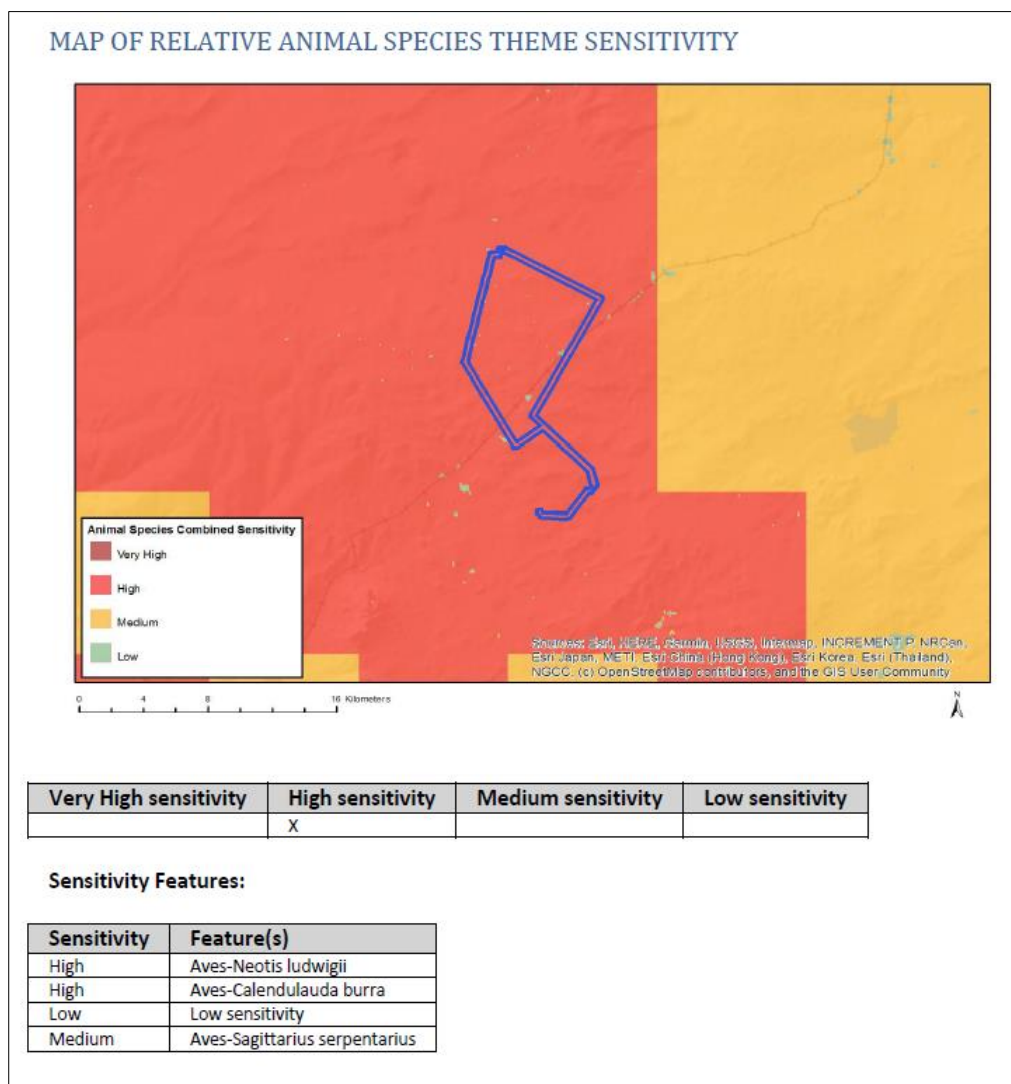 MAP OF RELATIVE ANIMAL SPECIES THEME SENSITIVITY
Animal Species Combined Sensitivity
Very High
High
Medium
Low
Sources: Esri, HERE, Garmin, USGS, Intermap, INCREMENT P, NRCan,
Esri Japan, METI, Esri China (Hong Kong), Esri Korea, Esri (Thailand),
NGCC, (c) OpenStreetMap contributors, and the GIS User Community
0 4 8 16 Kilometers
N
Very High sensitivity High sensitivity Medium sensitivity Low sensitivity
X
Sensitivity Features:
Sensitivity Feature(s)
High Aves-Neotis ludwigii
High Aves-Calendulauda burra
Low Low sensitivity
Medium Aves-Sagittarius serpentarius